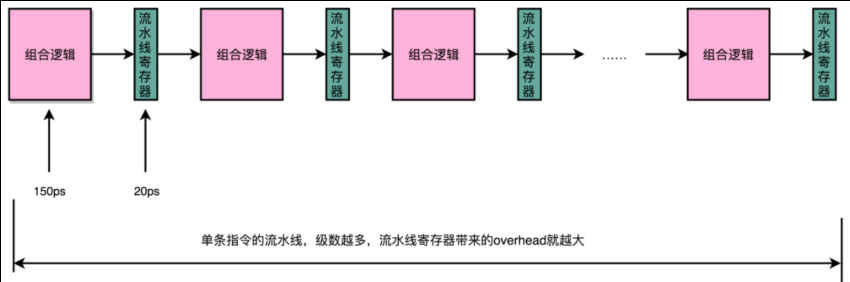 组合逻辑
流水线寄存器
组合逻辑
流水线寄存器
组合逻辑
流水线寄存器
……
组合逻辑
流水线寄存器
150ps
20ps
单条指令的流水线，级数越多，流水线寄存器带来的overhead就越大